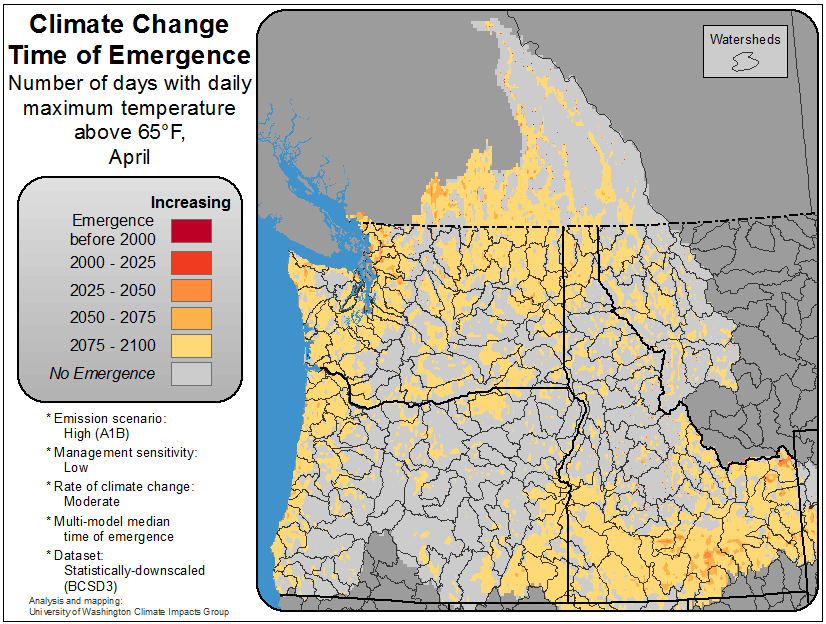 Climate Change
Time of Emergence
Number of days with daily
maximum temperature
above 65°F,
April
Increasing
Emergence
before 2000
2000 - 2025
2025 - 2050
2050 - 2075
2075 - 2100
No Emergence
* Emission scenario:
High (A1B)
* Management sensitivity:
Low
* Rate of climate change:
Moderate
* Multi-model median
time of emergence
* Dataset:
Statistically-downscaled
(BCSD3)
Analysis and mapping:
University of Washington Climate Impacts Group
Watersheds